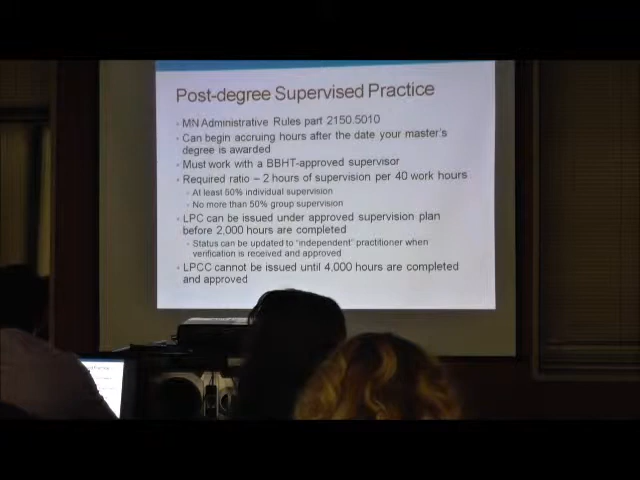 Post-degree Supervised Practice
MN Administrative Rules part 2150.5010
Can begin accruing hours after the date your master's
degree is awarded
Must work with a BBHT-approved supervisor
Required ratio – 2 hours of supervision per 40 work hours
At least 50% individual supervision
No more than 50% group supervision
LPC can be issued under approved supervision plan
before 2,000 hours are completed
Status can be updated to "independent" practitioner when
verification is received and approved
LPCC cannot be issued until 4,000 hours are completed
and approved